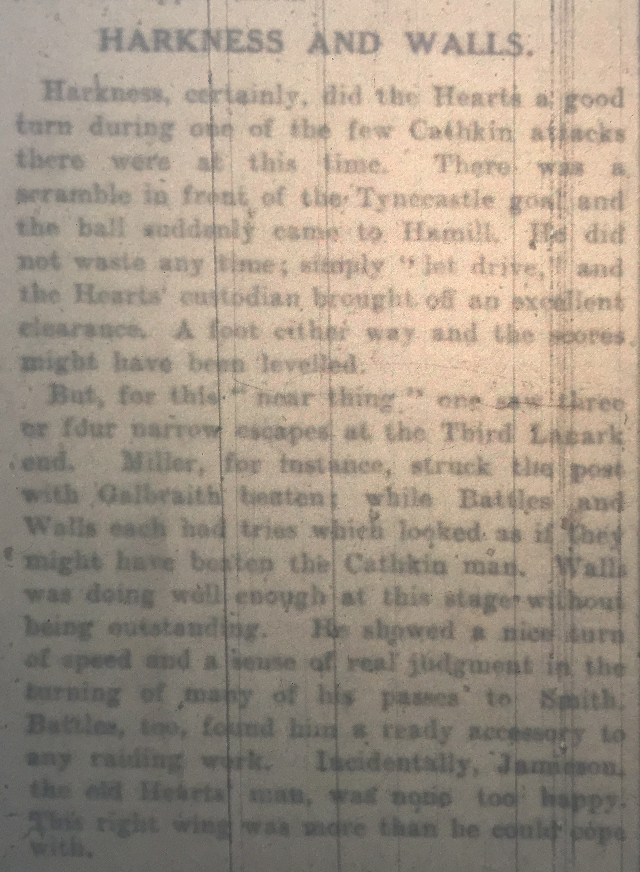 HARKNESS AND WALLS.
Harkness, certainly, did the Hearts a good
turn during one of the few Cathkin attacks
there were at this time. There was a
scramble in front of the Tynecastle goal and
the ball suddenly came to Hamill. He did
not waste any time; simply "let drive," and
the Hearts' custodian brought off an excellent
clearance. A foot either way and the scores
might have been levelled.
But, for this "near thing" one saw three
or four narrow escapes at the Third Lanark
end. Miller, for instance, struck the post
with Galbraith beaten; while Battles and
Walls each had tries which looked as if they
might have beaten the Cathkin man. Walls
was doing well enough at this stage without
being outstanding. He showed a nice turn
of speed and a sense of real judgment in the
turning of many of his passes to Smith.
Battles, too, found him a ready accessory to
any raiding work. Incidentally, Jamieson,
the old Hearts' man, was none too happy.
This right wing was more than he could cope
with.